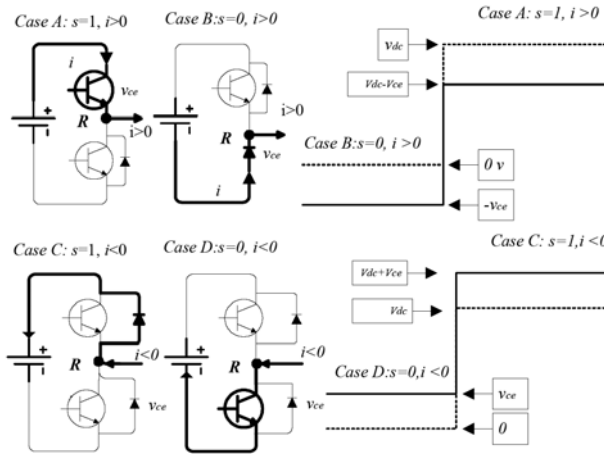 Case A: s=1, i>0
Case B:s=0, i>0
Case A: s=1, i>0
i
vce
R
i>0
i>0
R
vce
i
vdc
Vdc-Vce
Case B:s=0, i>0
0 v
-vce
Case C: s=1, i<0
Case D:s=0, i<0
Case C: s=1,i <0
R
i<0
vce
R
i<0
vce
Vdc+Vce
Vdc
Case D:s=0,i <0
vce
0